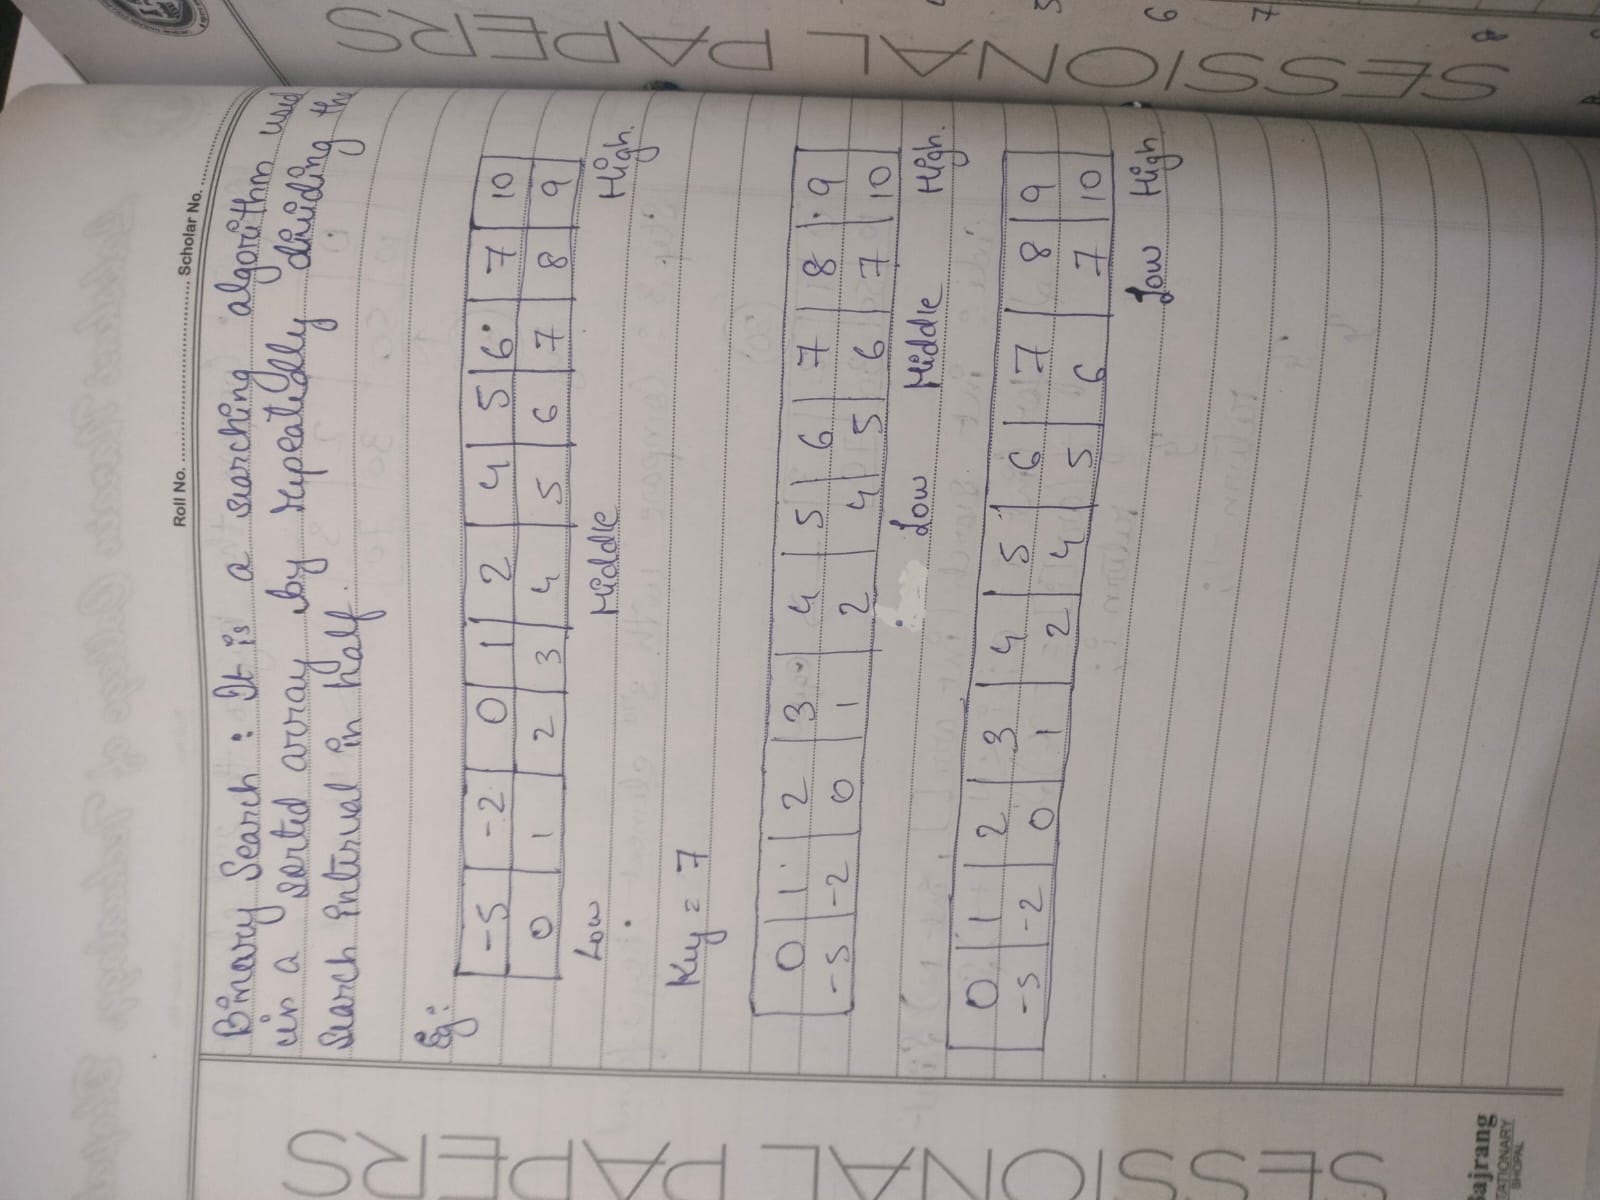 Roll No. .................................... Scholar No. ..................
Binary Search : It is a searching algorithm used
in a sorted array by repeatedly dividing the
search interval in half.
Eg:
-5 -2 0 1 2 4 5 6 7 10
0 1 2 3 4 5 6 7 8 9
Low Middle High.
Key = 7
0 1 2 3 4 5 6 7 8 9
-5 -2 0 1 2 4 5 6 7 10
Low Middle High.
0 1 2 3 4 5 6 7 8 9
-5 -2 0 1 2 4 5 6 7 10
Low High
SESSIONAL PAPERS
Bajrang
STATIONARY
BHOPAL
SESSIONAL PAPERS
6
7